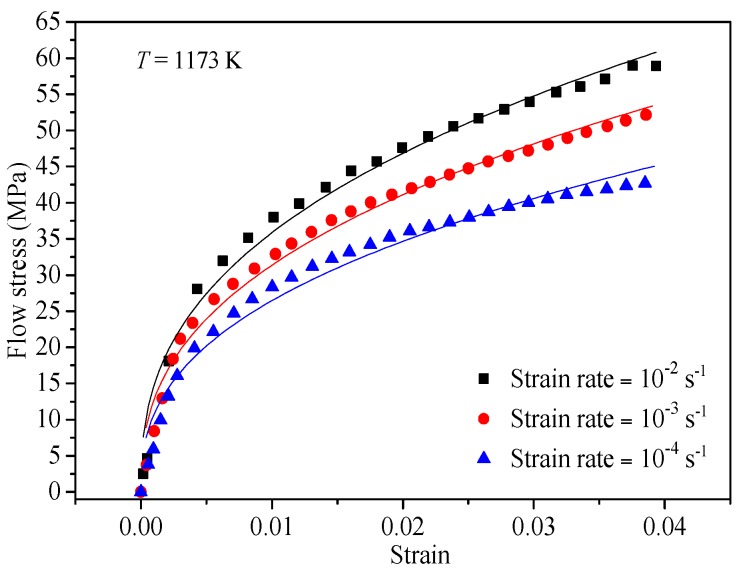 65
60
55
50
45
40
35
30
25
20
15
10
5
0
Flow stress (MPa)
T = 1173 K
Strain rate = 10⁻² s⁻¹
Strain rate = 10⁻³ s⁻¹
Strain rate = 10⁻⁴ s⁻¹
0.00 0.01 0.02 0.03 0.04
Strain